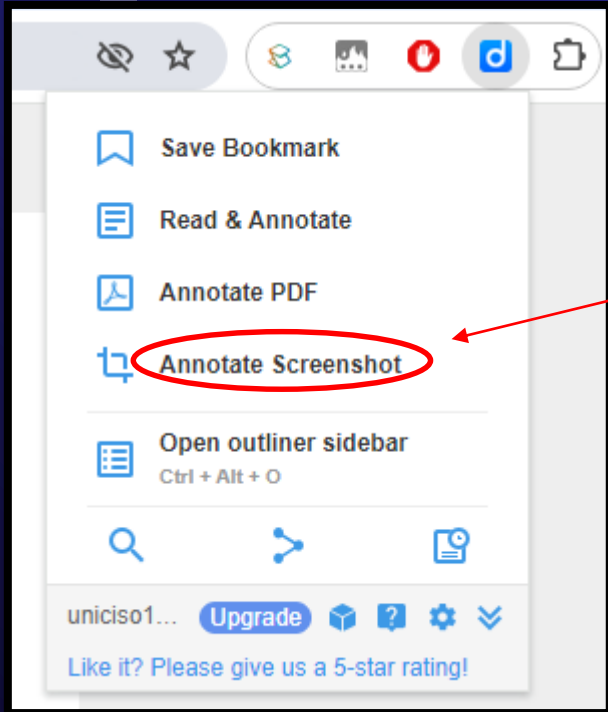 Save Bookmark
Read & Annotate
Annotate PDF
Annotate Screenshot
Open outliner sidebar
Ctrl + Alt + O
uniciso1... Upgrade
Like it? Please give us a 5-star rating!